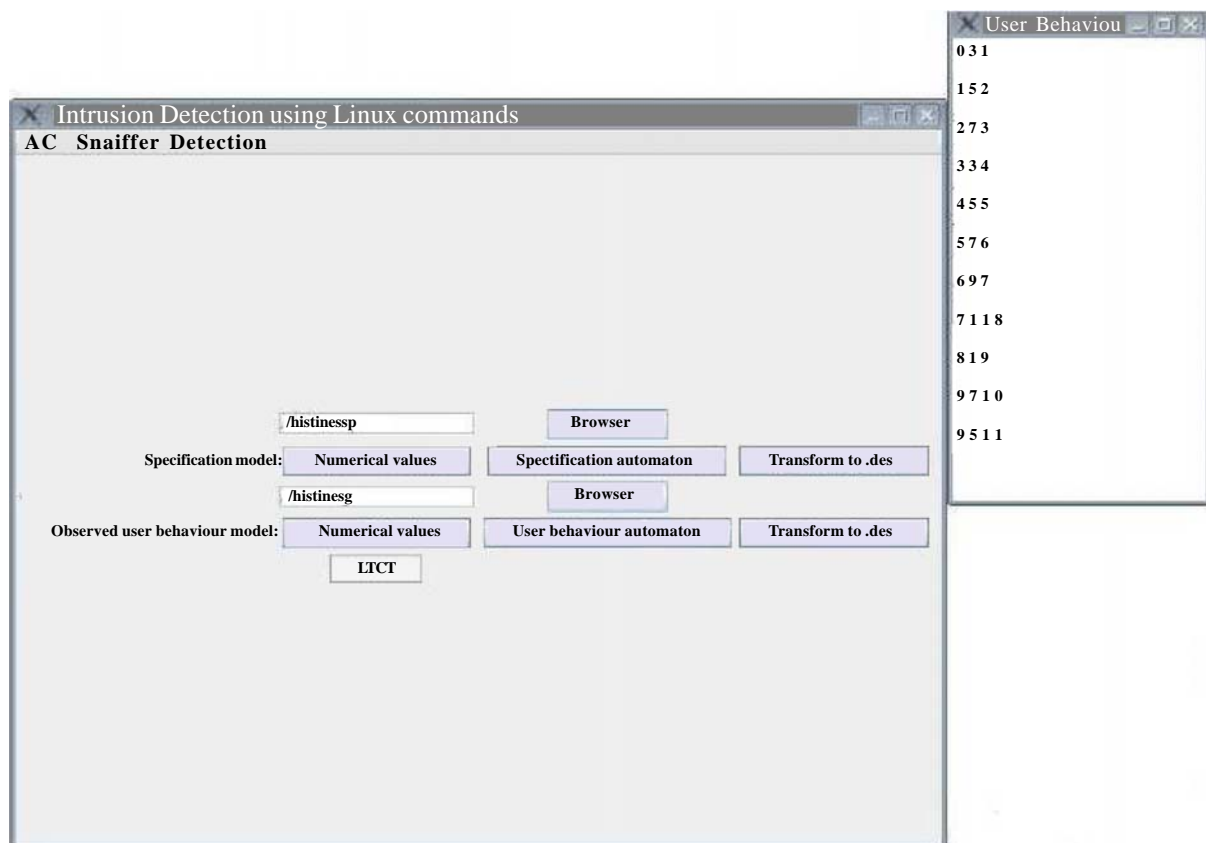 Intrusion Detection using Linux commands
AC Snaiffer Detection
/histinessp Browser
Specification model: Numerical values Spectification automaton Transform to .des
/histinesg Browser
Observed user behaviour model: Numerical values User behaviour automaton Transform to .des
LTCT
User Behaviou
0 3 1
1 5 2
2 7 3
3 3 4
4 5 5
5 7 6
6 9 7
7 1 1 8
8 1 9
9 7 1 0
9 5 1 1